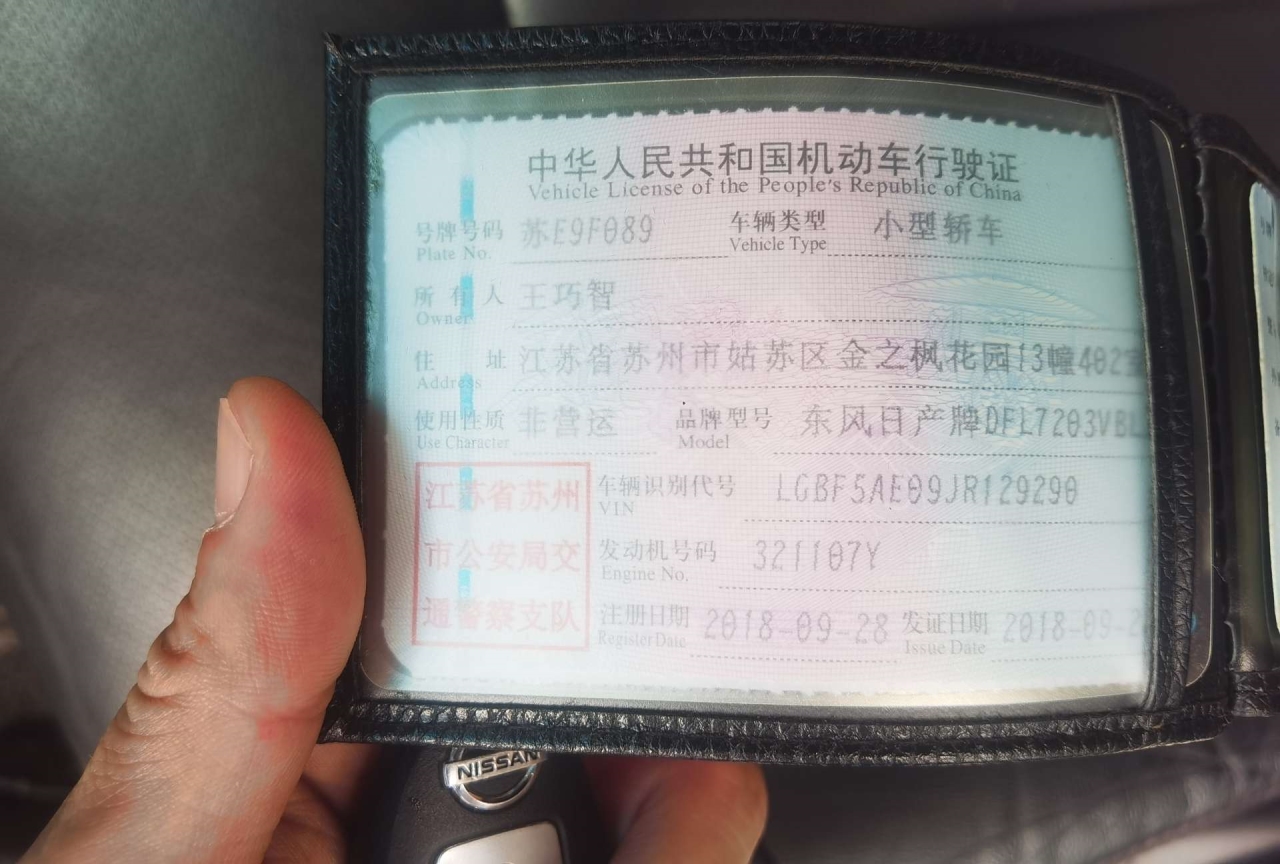 中华人民共和国机动车行驶证
Vehicle License of the People's Republic of China
号牌号码 苏E9F089 车辆类型 小型轿车
Plate No. Vehicle Type
所有人 王巧智
Owner
住址 江苏省苏州市姑苏区金之枫花园13幢402室
Address
使用性质 非营运 品牌型号 东风日产牌DFL7203VBL
Use Character Model
江苏省苏州
市公安局交
通警察支队
车辆识别代号 LGBF5AE09JR129290
VIN
发动机号码 321107Y
Engine No.
注册日期 2018-09-28 发证日期 2018-09-28
Register Date Issue Date
NISSAN